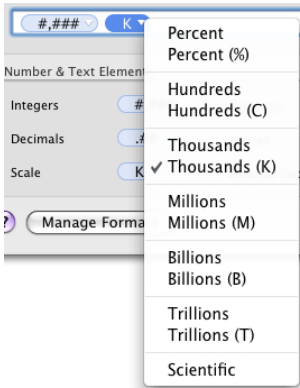 #,### K
Percent
Percent (%)
Number & Text Element
Hundreds
Hundreds (C)
Integers #
Thousands
Decimals .#
✓ Thousands (K)
Scale K
Millions
Millions (M)
? Manage Forma
Billions
Billions (B)
Trillions
Trillions (T)
Scientific